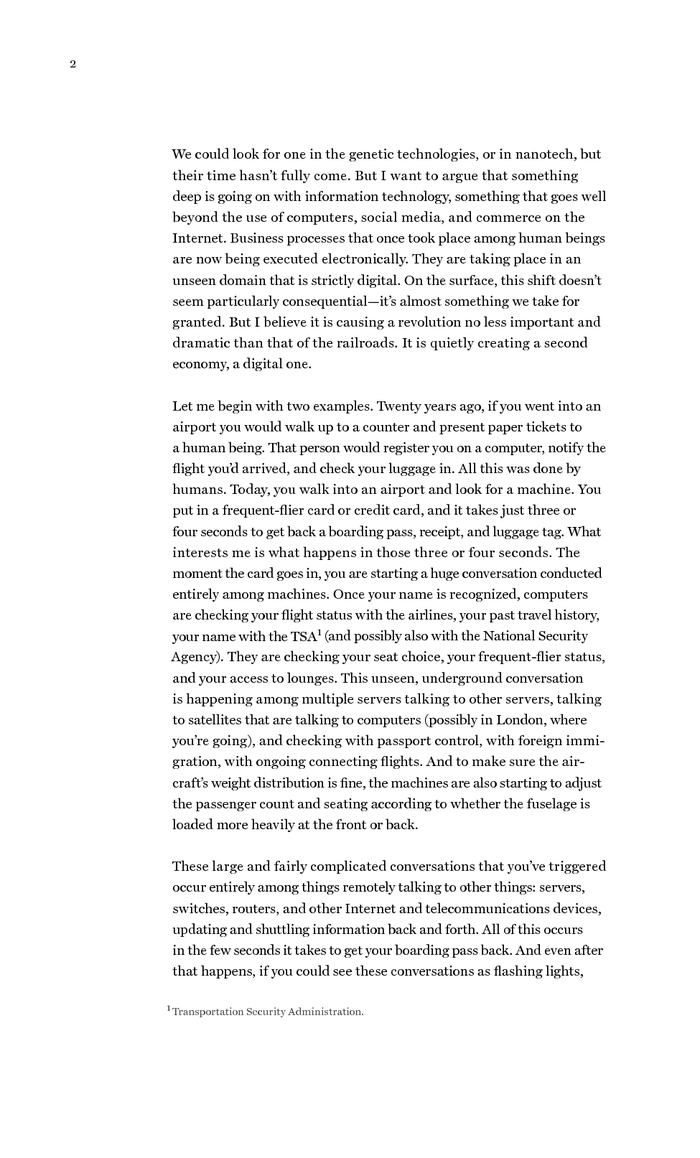 2
We could look for one in the genetic technologies, or in nanotech, but
their time hasn't fully come. But I want to argue that something
deep is going on with information technology, something that goes well
beyond the use of computers, social media, and commerce on the
Internet. Business processes that once took place among human beings
are now being executed electronically. They are taking place in an
unseen domain that is strictly digital. On the surface, this shift doesn't
seem particularly consequential—it's almost something we take for
granted. But I believe it is causing a revolution no less important and
dramatic than that of the railroads. It is quietly creating a second
economy, a digital one.
Let me begin with two examples. Twenty years ago, if you went into an
airport you would walk up to a counter and present paper tickets to
a human being. That person would register you on a computer, notify the
flight you'd arrived, and check your luggage in. All this was done by
humans. Today, you walk into an airport and look for a machine. You
put in a frequent-flier card or credit card, and it takes just three or
four seconds to get back a boarding pass, receipt, and luggage tag. What
interests me is what happens in those three or four seconds. The
moment the card goes in, you are starting a huge conversation conducted
entirely among machines. Once your name is recognized, computers
are checking your flight status with the airlines, your past travel history,
your name with the TSA¹ (and possibly also with the National Security
Agency). They are checking your seat choice, your frequent-flier status,
and your access to lounges. This unseen, underground conversation
is happening among multiple servers talking to other servers, talking
to satellites that are talking to computers (possibly in London, where
you're going), and checking with passport control, with foreign immi-
gration, with ongoing connecting flights. And to make sure the air-
craft's weight distribution is fine, the machines are also starting to adjust
the passenger count and seating according to whether the fuselage is
loaded more heavily at the front or back.
These large and fairly complicated conversations that you've triggered
occur entirely among things remotely talking to other things: servers,
switches, routers, and other Internet and telecommunications devices,
updating and shuttling information back and forth. All of this occurs
in the few seconds it takes to get your boarding pass back. And even after
that happens, if you could see these conversations as flashing lights,
¹ Transportation Security Administration.